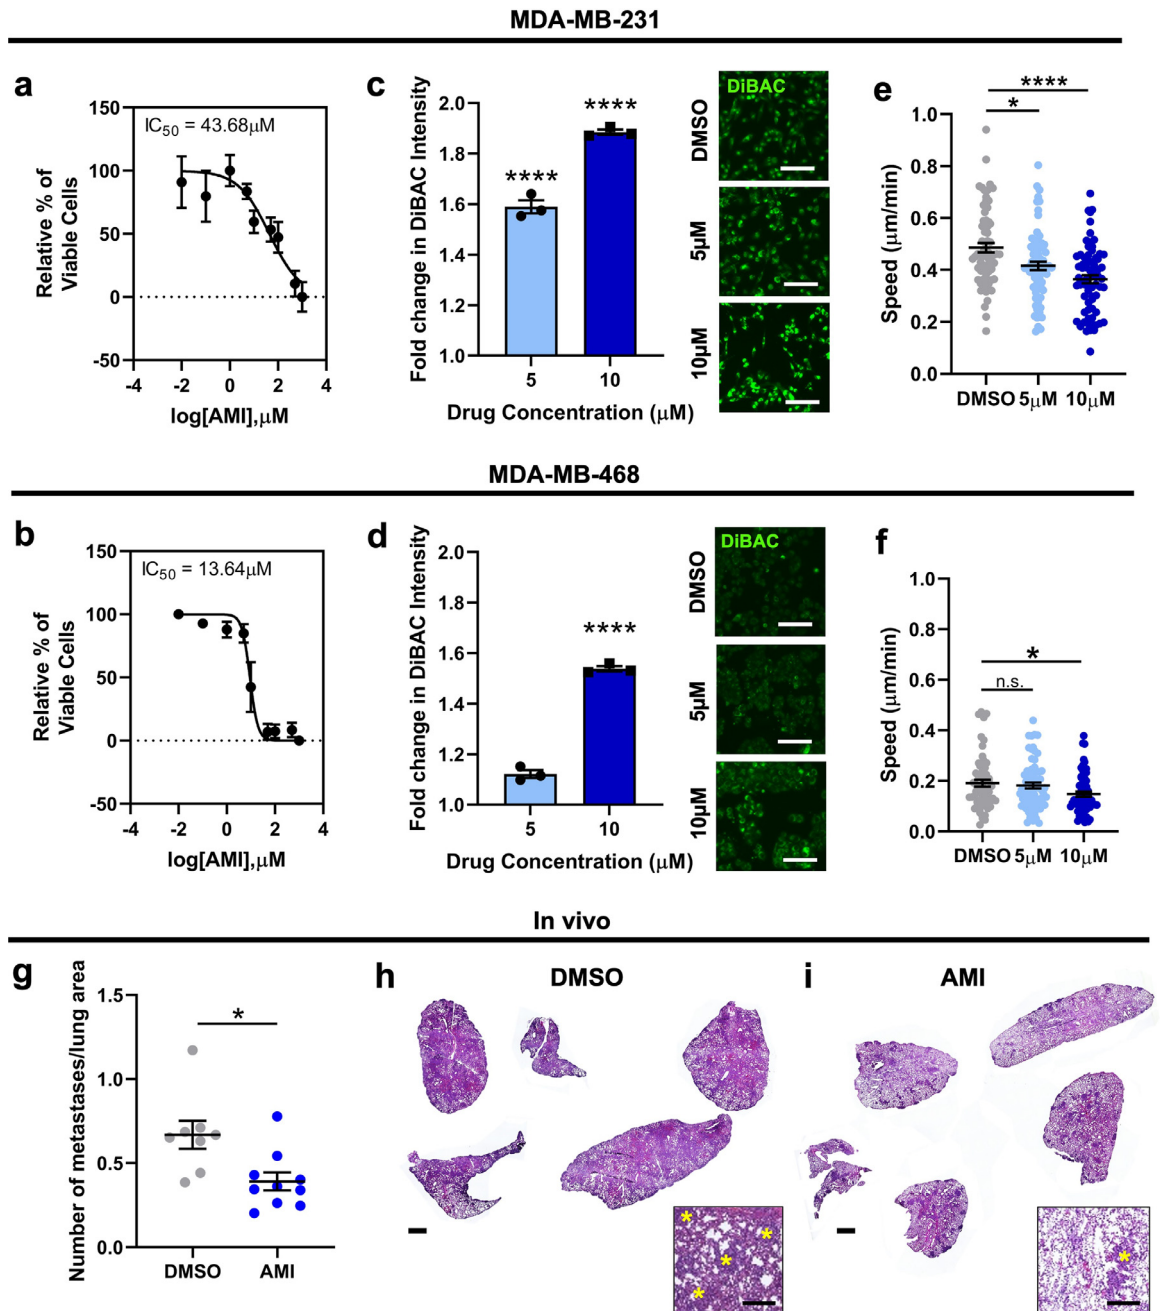 MDA-MB-231
a
150
100
50
0
-50
IC50 = 43.68μM
Relative % of
Viable Cells
-4 -2 0 2 4
log[AMI],μM
c
2.0
1.8
1.6
1.4
1.2
1.0
Fold change in DiBAC Intensity
****
****
5 10
Drug Concentration (μM)
DiBAC
DMSO
5μM
10μM
e
****
*
1.0
0.8
0.6
0.4
0.2
0.0
Speed (μm/min)
DMSO 5μM 10μM
MDA-MB-468
b
150
100
50
0
-50
IC50 = 13.64μM
Relative % of
Viable Cells
-4 -2 0 2 4
log[AMI],μM
d
2.0
1.8
1.6
1.4
1.2
1.0
Fold change in DiBAC Intensity
****
5 10
Drug Concentration (μM)
DiBAC
DMSO
5μM
10μM
f
1.0
0.8
0.6
0.4
0.2
0.0
*
n.s.
Speed (μm/min)
DMSO 5μM 10μM
In vivo
g
1.5
1.0
0.5
0.0
*
Number of metastases/lung area
DMSO AMI
h
DMSO
* * * *
i
AMI
*